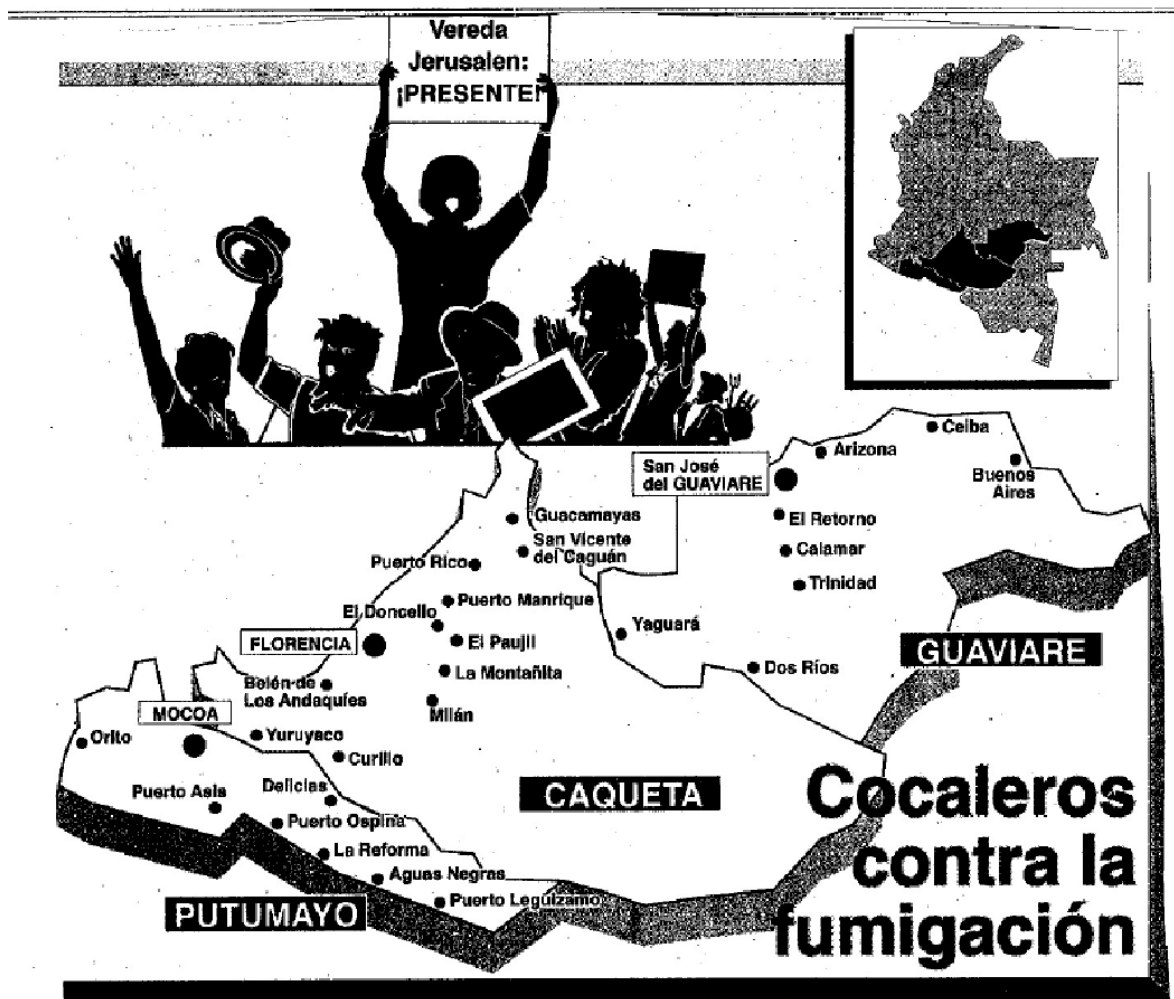 Vereda
Jerusalen:
¡PRESENTE!
Ceiba
Arizona
San José
del GUAVIARE
Buenos
Aires
Guacamayas
El Retorno
San Vicente
del Caguán
Calamar
Puerto Rico
Trinidad
Puerto Manrique
El Doncello
Yaguará
FLORENCIA
El Paujil
GUAVIARE
La Montañita
Dos Ríos
Belén de
Los Andaquíes
MOCOA
Milán
Orito
Yuruyaco
Curillo
Puerto Asis
Delicias
CAQUETA
Puerto Ospina
La Reforma
Aguas Negras
Puerto Leguízamo
PUTUMAYO
Cocaleros
contra la
fumigación